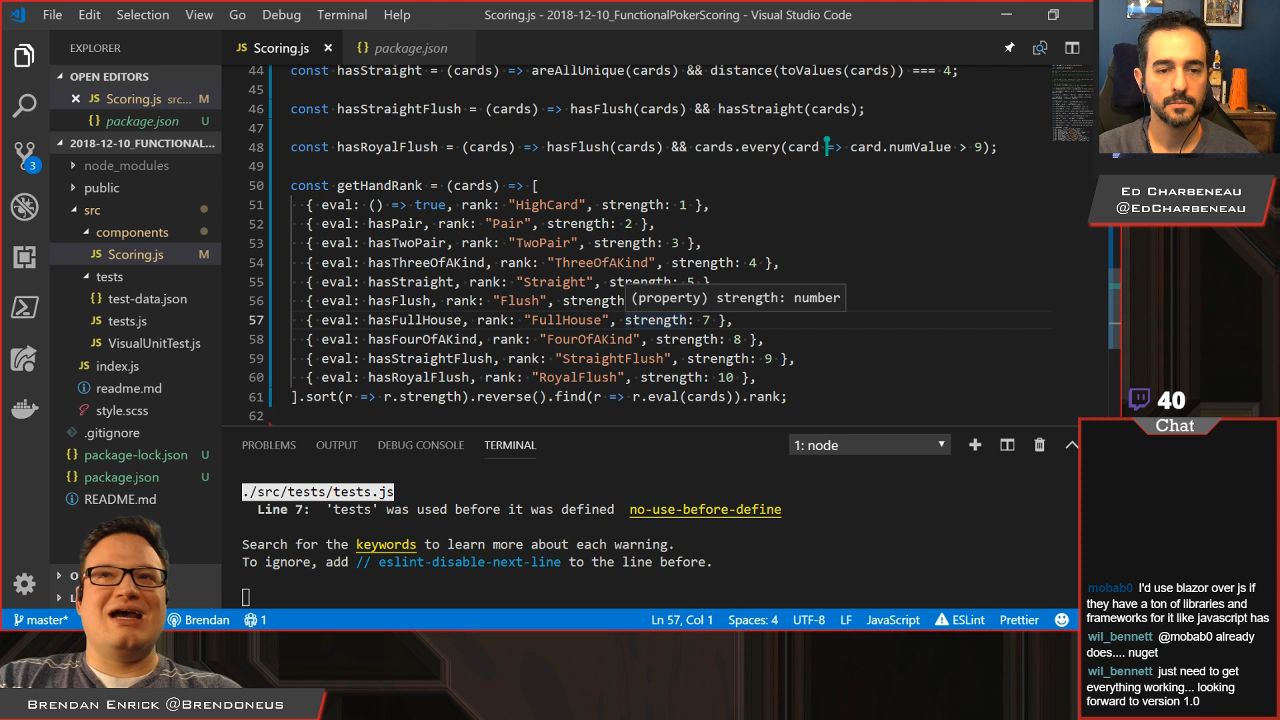 File Edit Selection View Go Debug Terminal Help
Scoring.js - 2018-12-10_FunctionalPokerScoring - Visual Studio Code
EXPLORER
OPEN EDITORS
JS Scoring.js src... M
{} package.json U
2018-12-10_FUNCTIONAL...
node_modules
public
src
components
JS Scoring.js M
tests
JS test-data.json
JS tests.js
JS VisualUnitTest.js
JS index.js
readme.md
style.scss
.gitignore
package-lock.json U
package.json U
README.md
3
JS Scoring.js
{} package.json
44 const hasStraight = (cards) => areAllUnique(cards) && distance(toValues(cards)) === 4;
45
46 const hasStraightFlush = (cards) => hasFlush(cards) && hasStraight(cards);
47
48 const hasRoyalFlush = (cards) => hasFlush(cards) && cards.every(card => card.numValue > 9);
49
50 const getHandRank = (cards) => [
51 { eval: () => true, rank: "HighCard", strength: 1 },
52 { eval: hasPair, rank: "Pair", strength: 2 },
53 { eval: hasTwoPair, rank: "TwoPair", strength: 3 },
54 { eval: hasThreeOfAKind, rank: "ThreeOfAKind", strength: 4 },
55 { eval: hasStraight, rank: "Straight", strength: 5 },
56 { eval: hasFlush, rank: "Flush", strength
(property) strength: number
57 { eval: hasFullHouse, rank: "FullHouse", strength: 7 },
58 { eval: hasFourOfAKind, rank: "FourOfAKind", strength: 8 },
59 { eval: hasStraightFlush, rank: "StraightFlush", strength: 9 },
60 { eval: hasRoyalFlush, rank: "RoyalFlush", strength: 10 },
61 ].sort(r => r.strength).reverse().find(r => r.eval(cards)).rank;
62
PROBLEMS OUTPUT DEBUG CONSOLE TERMINAL
1: node
./src/tests/tests.js
Line 7: 'tests' was used before it was defined no-use-before-define
Search for the keywords to learn more about each warning.
To ignore, add // eslint-disable-next-line to the line before.
master* Brendan 1 Ln 57, Col 1 Spaces: 4 UTF-8 LF JavaScript ESLint Prettier
BRENDAN ENRICK @BRENDONEUS
ED CHARBENEAU
@EDCHARBENEAU
40
Chat
mobab0 I'd use blazor over js if
they have a ton of libraries and
frameworks for it like javascript has
wil_bennett @mobab0 already
does.... nuget
wil_bennett just need to get
everything working... looking
forward to version 1.0